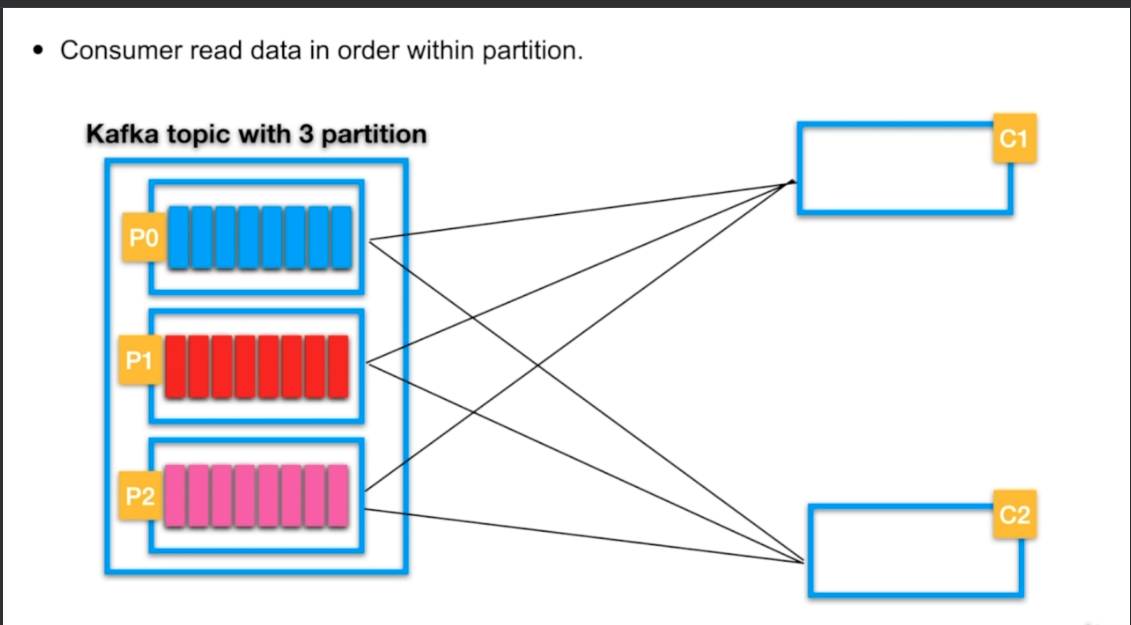 • Consumer read data in order within partition.
Kafka topic with 3 partition
C1
P0
P1
P2
C2